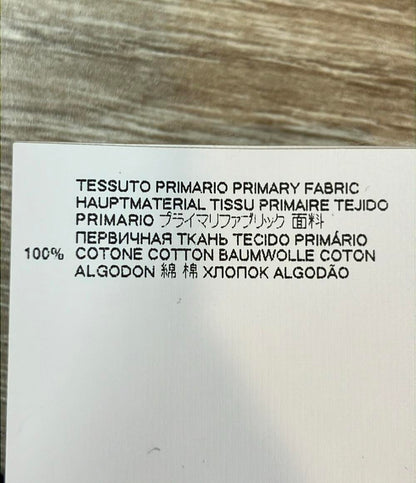 TESSUTO PRIMARIO PRIMARY FABRIC
HAUPTMATERIAL TISSU PRIMAIRE TEJIDO
PRIMARIO プライマリファブリック 面料
ПЕРВИЧНАЯ ТКАНЬ TECIDO PRIMÁRIO
100% COTONE COTTON BAUMWOLLE COTON
ALGODON 綿 棉 ХЛОПОК ALGODÃO